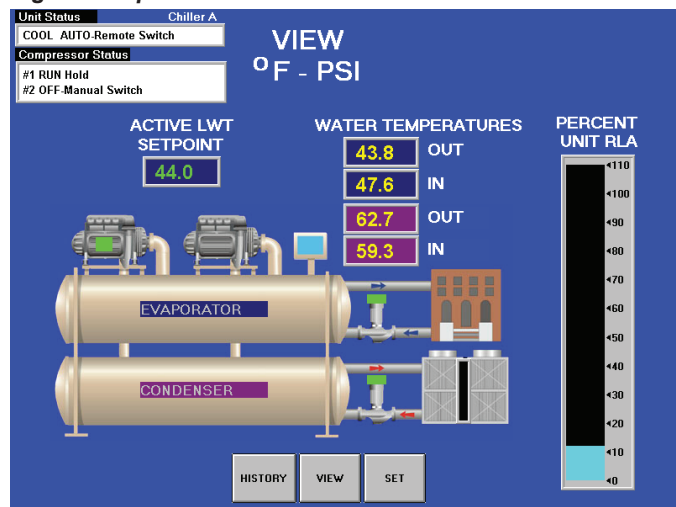 Unit Status Chiller A
COOL AUTO-Remote Switch
Compressor Status
#1 RUN Hold
#2 OFF-Manual Switch
VIEW
°F - PSI
ACTIVE LWT
SETPOINT
44.0
WATER TEMPERATURES
43.8 OUT
47.6 IN
62.7 OUT
59.3 IN
PERCENT
UNIT RLA
110
100
90
80
70
60
50
40
30
20
10
0
EVAPORATOR
CONDENSER
HISTORY VIEW SET